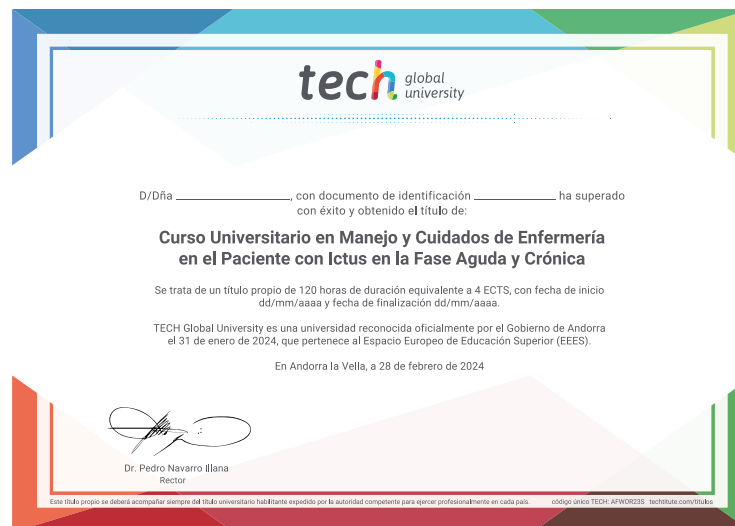 tech global university
D/Dña ________________, con documento de identificación ____________ ha superado
con éxito y obtenido el título de:
Curso Universitario en Manejo y Cuidados de Enfermería
en el Paciente con Ictus en la Fase Aguda y Crónica
Se trata de un título propio de 120 horas de duración equivalente a 4 ECTS, con fecha de inicio
dd/mm/aaaa y fecha de finalización dd/mm/aaaa.
TECH Global University es una universidad reconocida oficialmente por el Gobierno de Andorra
el 31 de enero de 2024, que pertenece al Espacio Europeo de Educación Superior (EEES).
En Andorra la Vella, a 28 de febrero de 2024
Dr. Pedro Navarro Illana
Rector
Este título propio se deberá acompañar siempre del título universitario habilitante expedido por la autoridad competente para ejercer profesionalmente en cada país. código único TECH: AFWOR23S techtitute.com/titulos